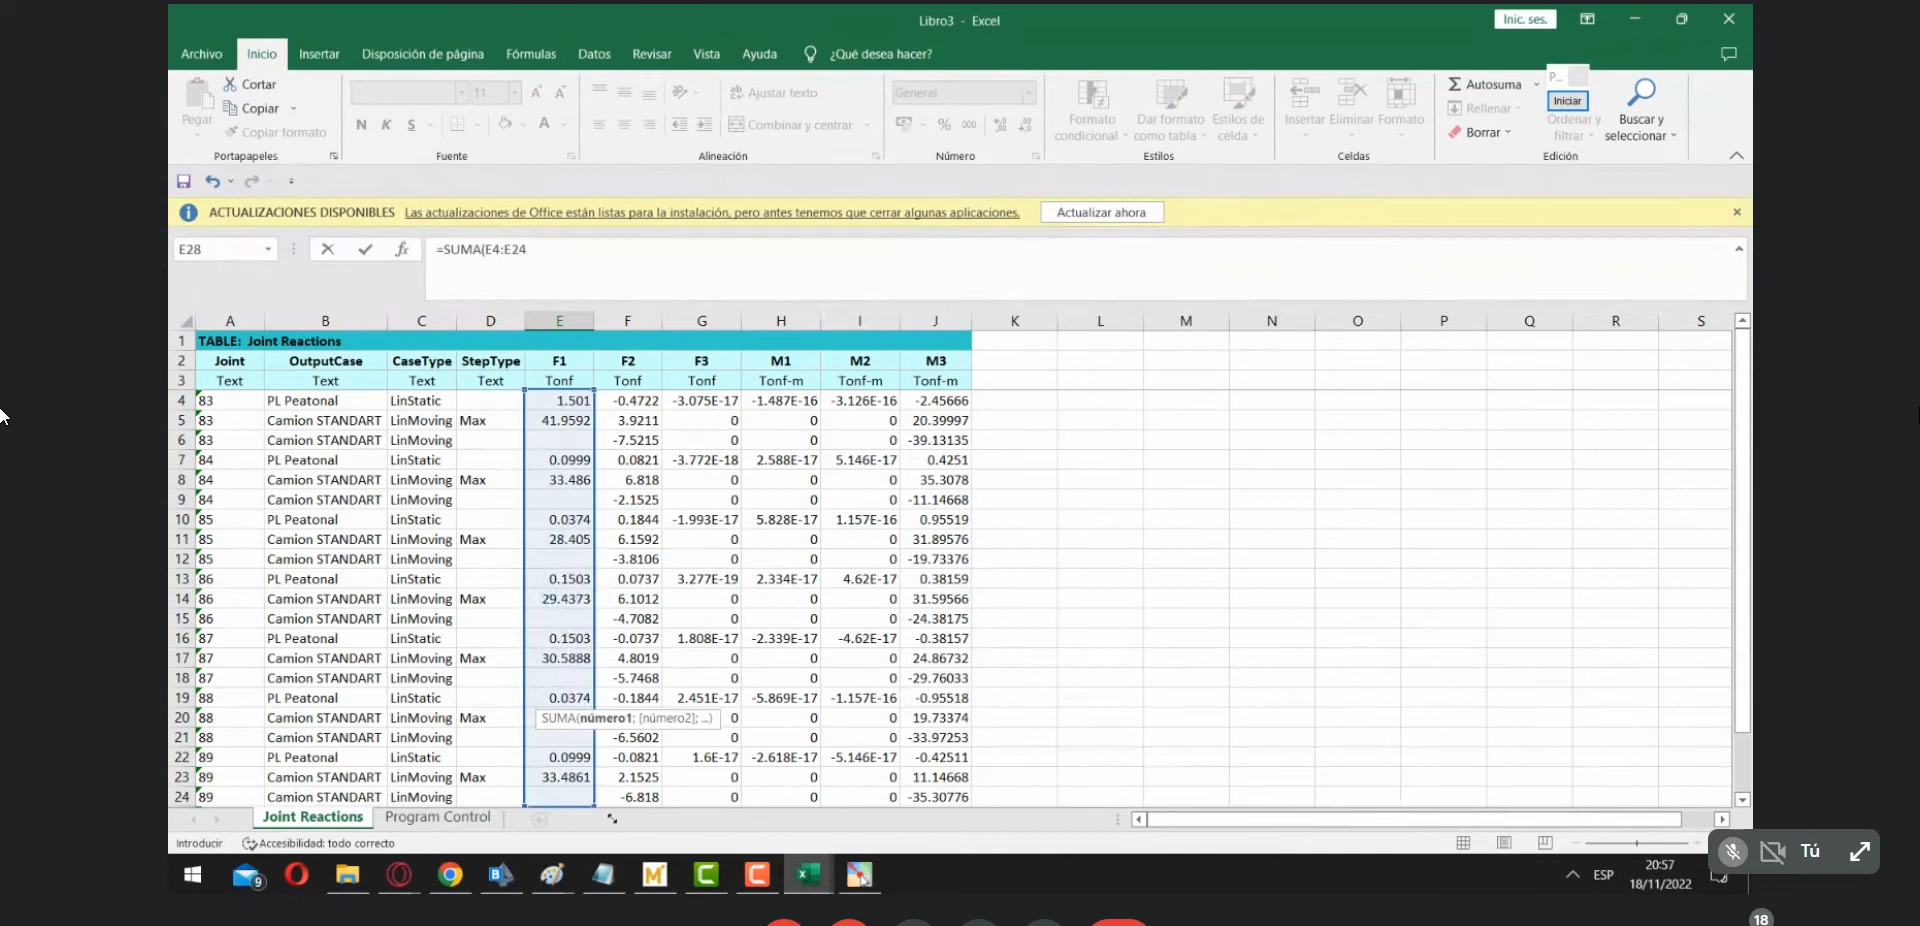 Libro3 - Excel
Inic. ses.
Archivo Inicio Insertar Disposición de página Fórmulas Datos Revisar Vista Ayuda ¿Qué desea hacer?
Pegar
Cortar
Copiar
Copiar formato
Portapapeles
11
N K S
Fuente
Ajustar texto
Combinar y centrar
Alineación
General
% 000
Número
Formato condicional
Dar formato como tabla
Estilos de celda
Estilos
Insertar Eliminar Formato
Celdas
Autosuma
Rellenar
Borrar
P...
Iniciar
Ordenar y filtrar
Buscar y seleccionar
Edición
ACTUALIZACIONES DISPONIBLES Las actualizaciones de Office están listas para la instalación, pero antes tenemos que cerrar algunas aplicaciones. Actualizar ahora
E28 fx =SUMA(E4:E24
A B C D E F G H I J K L M N O P Q R S
1 TABLE: Joint Reactions
2 Joint OutputCase CaseType StepType F1 F2 F3 M1 M2 M3
3 Text Text Text Text Tonf Tonf Tonf Tonf-m Tonf-m Tonf-m
4 83 PL Peatonal LinStatic 1.501 -0.4722 -3.075E-17 -1.487E-16 -3.126E-16 -2.45666
5 83 Camion STANDART LinMoving Max 41.9592 3.9211 0 0 0 20.39997
6 83 Camion STANDART LinMoving -7.5215 0 0 0 -39.13135
7 84 PL Peatonal LinStatic 0.0999 0.0821 -3.772E-18 2.588E-17 5.146E-17 0.4251
8 84 Camion STANDART LinMoving Max 33.486 6.818 0 0 0 35.3078
9 84 Camion STANDART LinMoving -2.1525 0 0 0 -11.14668
10 85 PL Peatonal LinStatic 0.0374 0.1844 -1.993E-17 5.828E-17 1.157E-16 0.95519
11 85 Camion STANDART LinMoving Max 28.405 6.1592 0 0 0 31.89576
12 85 Camion STANDART LinMoving -3.8106 0 0 0 -19.73376
13 86 PL Peatonal LinStatic 0.1503 0.0737 3.277E-19 2.334E-17 4.62E-17 0.38159
14 86 Camion STANDART LinMoving Max 29.4373 6.1012 0 0 0 31.59566
15 86 Camion STANDART LinMoving -4.7082 0 0 0 -24.38175
16 87 PL Peatonal LinStatic 0.1503 -0.0737 1.808E-17 -2.339E-17 -4.62E-17 -0.38157
17 87 Camion STANDART LinMoving Max 30.5888 4.8019 0 0 0 24.86732
18 87 Camion STANDART LinMoving -5.7468 0 0 0 -29.76033
19 88 PL Peatonal LinStatic 0.0374 -0.1844 2.451E-17 -5.869E-17 -1.157E-16 -0.95518
20 88 Camion STANDART LinMoving Max SUMA(número1; [número2]; ...) 0 0 0 19.73374
21 88 Camion STANDART LinMoving -6.5602 0 0 0 -33.97253
22 89 PL Peatonal LinStatic 0.0999 -0.0821 1.6E-17 -2.618E-17 -5.146E-17 -0.42511
23 89 Camion STANDART LinMoving Max 33.4861 2.1525 0 0 0 11.14668
24 89 Camion STANDART LinMoving -6.818 0 0 0 -35.30776
Joint Reactions Program Control
Introducir Accesibilidad: todo correcto
Tú
9
ESP
20:57
18/11/2022
18